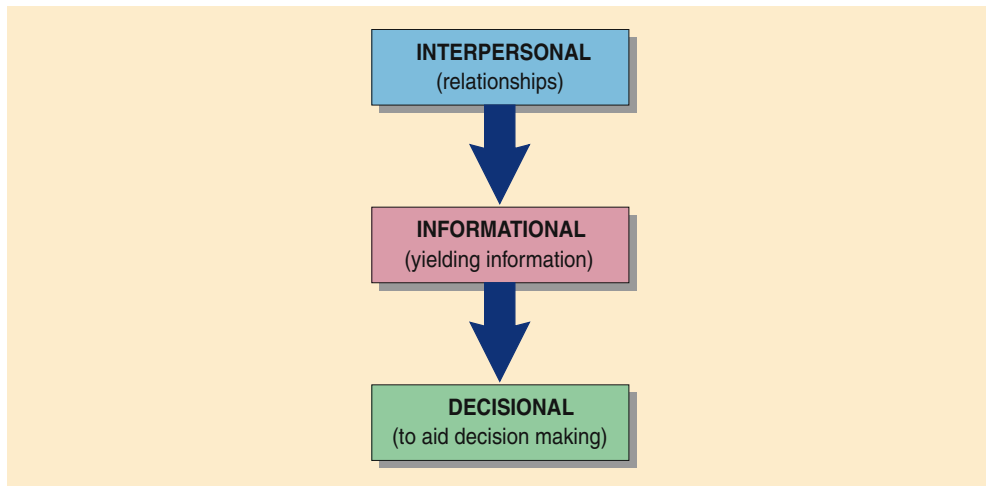 INTERPERSONAL
(relationships)
INFORMATIONAL
(yielding information)
DECISIONAL
(to aid decision making)